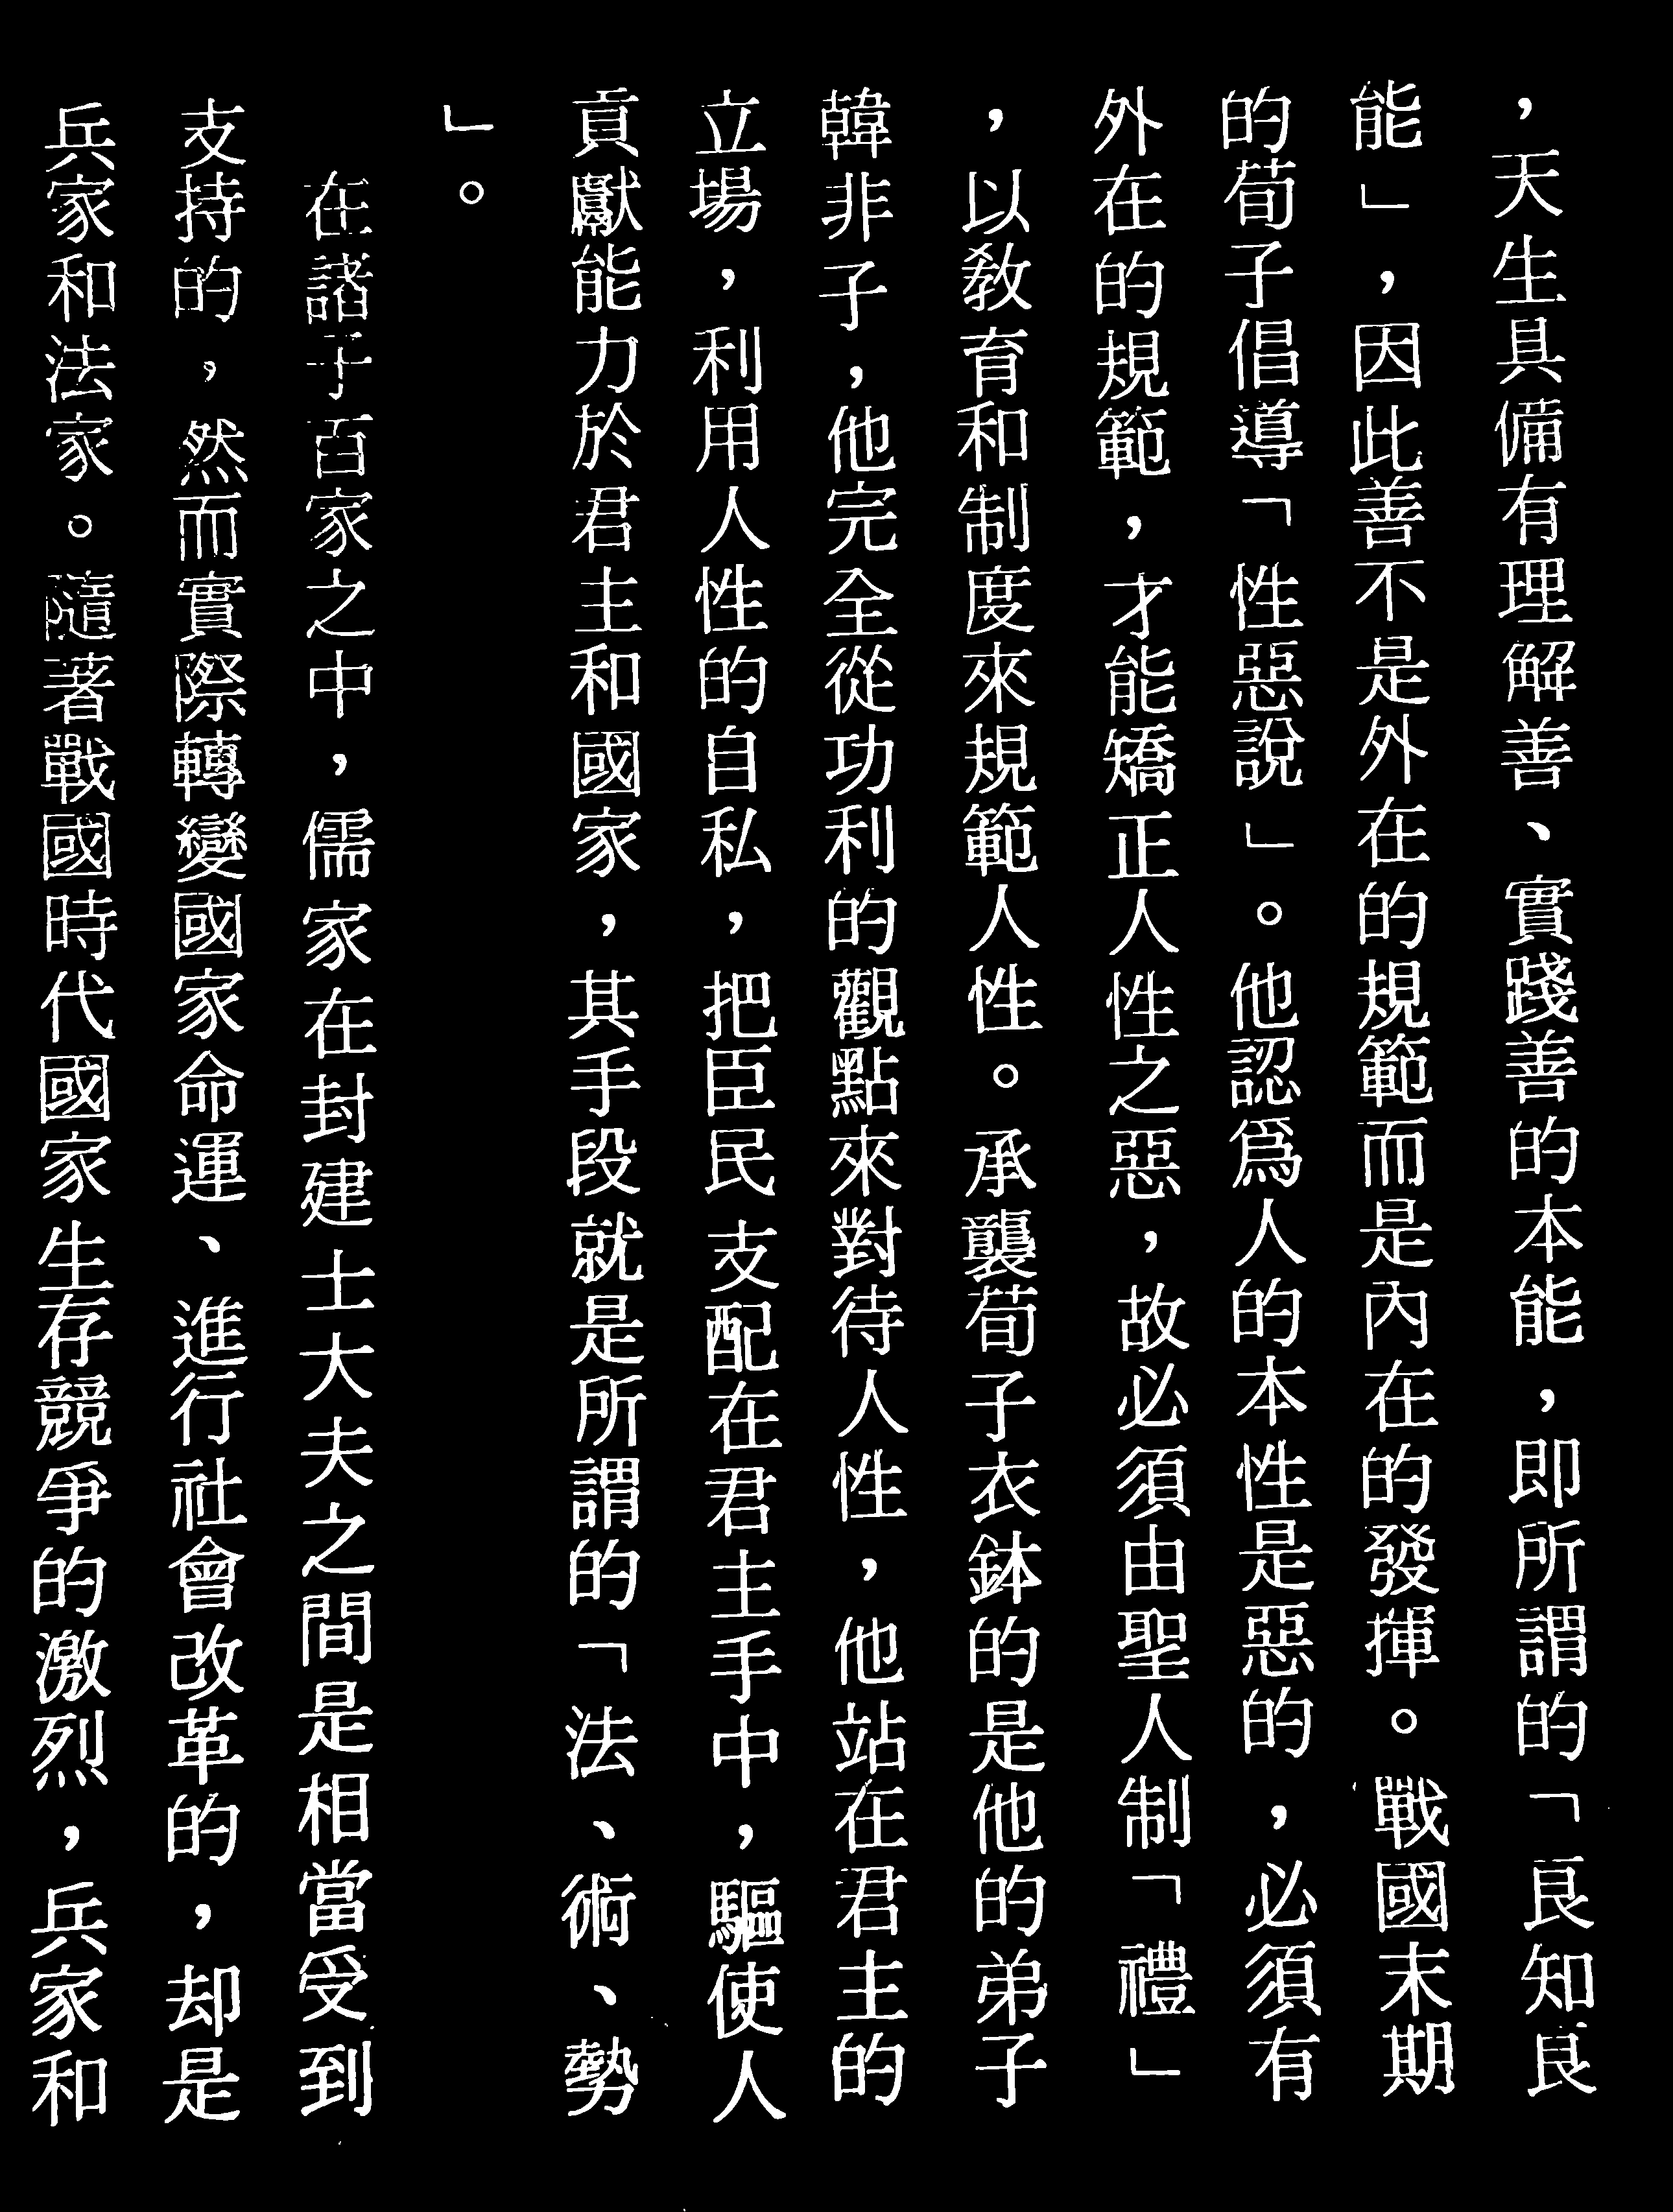 ，天生具備有理解善、實踐善的本能，即所謂的「良知良
能」，因此善不是外在的規範而是內在的發揮。戰國末期
的荀子倡導「性惡說」。他認爲人的本性是惡的，必須有
外在的規範，才能矯正人性之惡，故必須由聖人制「禮」
，以教育和制度來規範人性。承襲荀子衣鉢的是他的弟子
韓非子，他完全從功利的觀點來對待人性，他站在君主的
立場，利用人性的自私，把臣民支配在君主手中，驅使人
貢獻能力於君主和國家，其手段就是所謂的「法、術、勢
」。
在諸子百家之中，儒家在封建士大夫之間是相當受到
支持的，然而實際轉變國家命運、進行社會改革的，却是
兵家和法家。隨著戰國時代國家生存競爭的激烈，兵家和